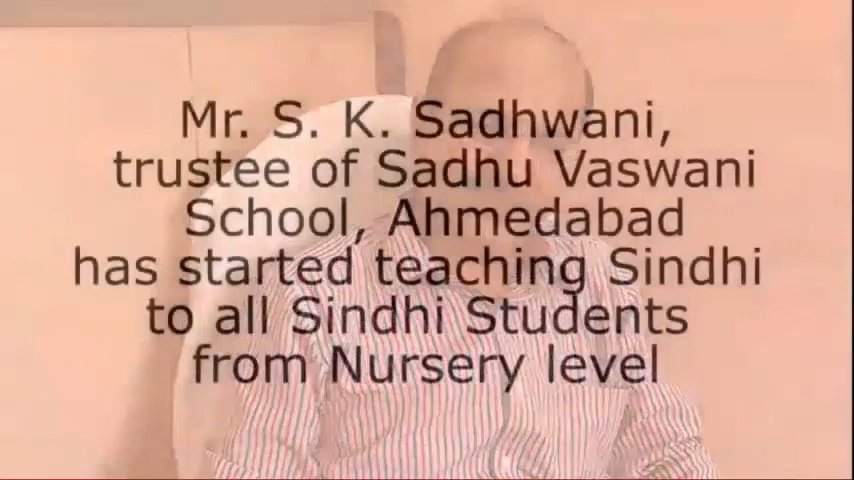 Mr. S. K. Sadhwani,
trustee of Sadhu Vaswani
School, Ahmedabad
has started teaching Sindhi
to all Sindhi Students
from Nursery level